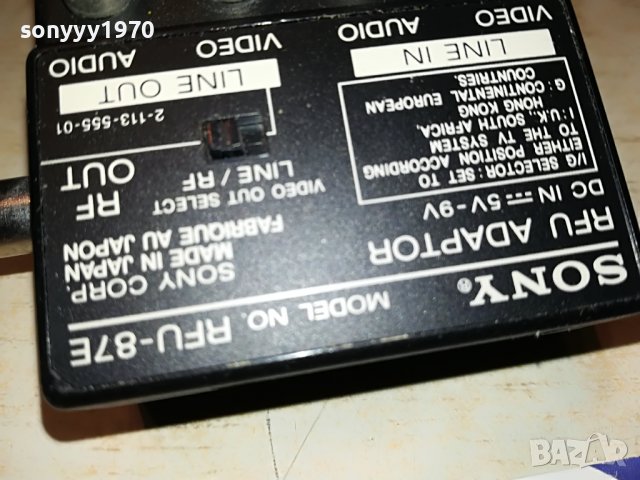 sonyyy1970
SONY®
RFU ADAPTOR
DC IN ⎓ 5V-9V
MODEL NO. RFU-87E
SONY CORP.
MADE IN JAPAN
FABRIQUE AU JAPON
I/G SELECTOR: SET TO
EITHER POSITION ACCORDING
TO THE TV SYSTEM
I : U.K., SOUTH AFRICA,
HONG KONG
G : CONTINENTAL EUROPEAN
COUNTRIES.
VIDEO OUT SELECT
LINE / RF
RF
OUT
2-113-555-01
LINE IN
LINE OUT
VIDEO
AUDIO
VIDEO
AUDIO
BAZAR